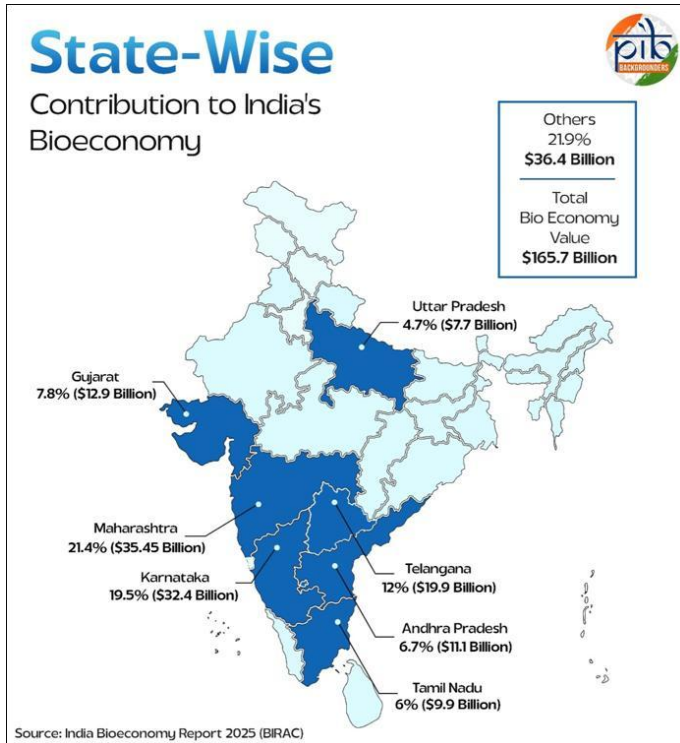 State-Wise
Contribution to India's
Bioeconomy
pib
BACKGROUNDERS
Others
21.9%
$36.4 Billion
Total
Bio Economy
Value
$165.7 Billion
Uttar Pradesh
4.7% ($7.7 Billion)
Gujarat
7.8% ($12.9 Billion)
Maharashtra
21.4% ($35.45 Billion)
Karnataka
19.5% ($32.4 Billion)
Telangana
12% ($19.9 Billion)
Andhra Pradesh
6.7% ($11.1 Billion)
Tamil Nadu
6% ($9.9 Billion)
Source: India Bioeconomy Report 2025 (BIRAC)